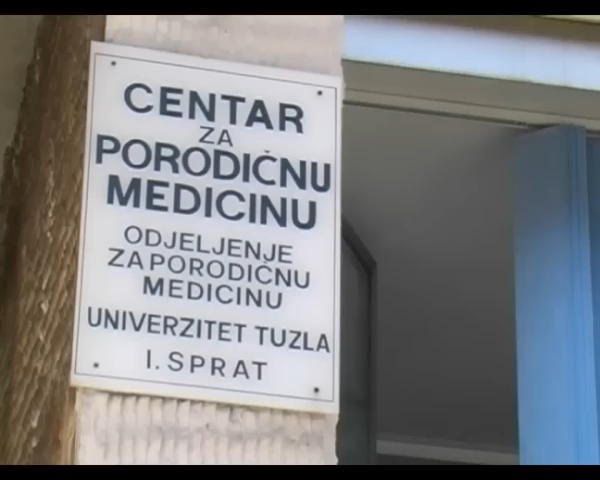 CENTAR
ZA
PORODIČNU
MEDICINU
ODJELJENJE
ZA PORODIČNU
MEDICINU
UNIVERZITET TUZLA
I. SPRAT